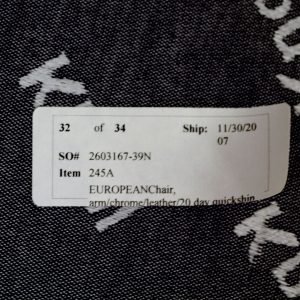 32 of 34 Ship: 11/30/20
07
SO# 2603167-39N
Item 245A
EUROPEANChair,
arm/chrome/leather/20 day quickship